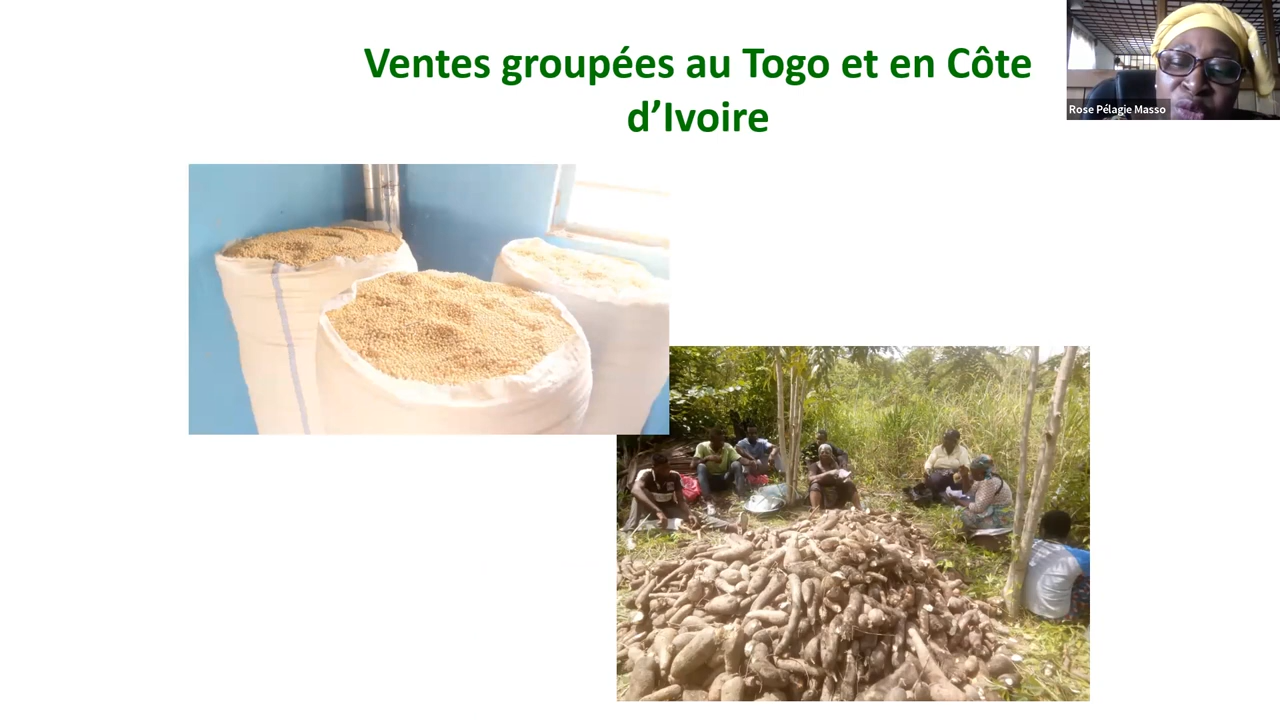 Ventes groupées au Togo et en Côte
d’Ivoire
Rose Pélagie Masso